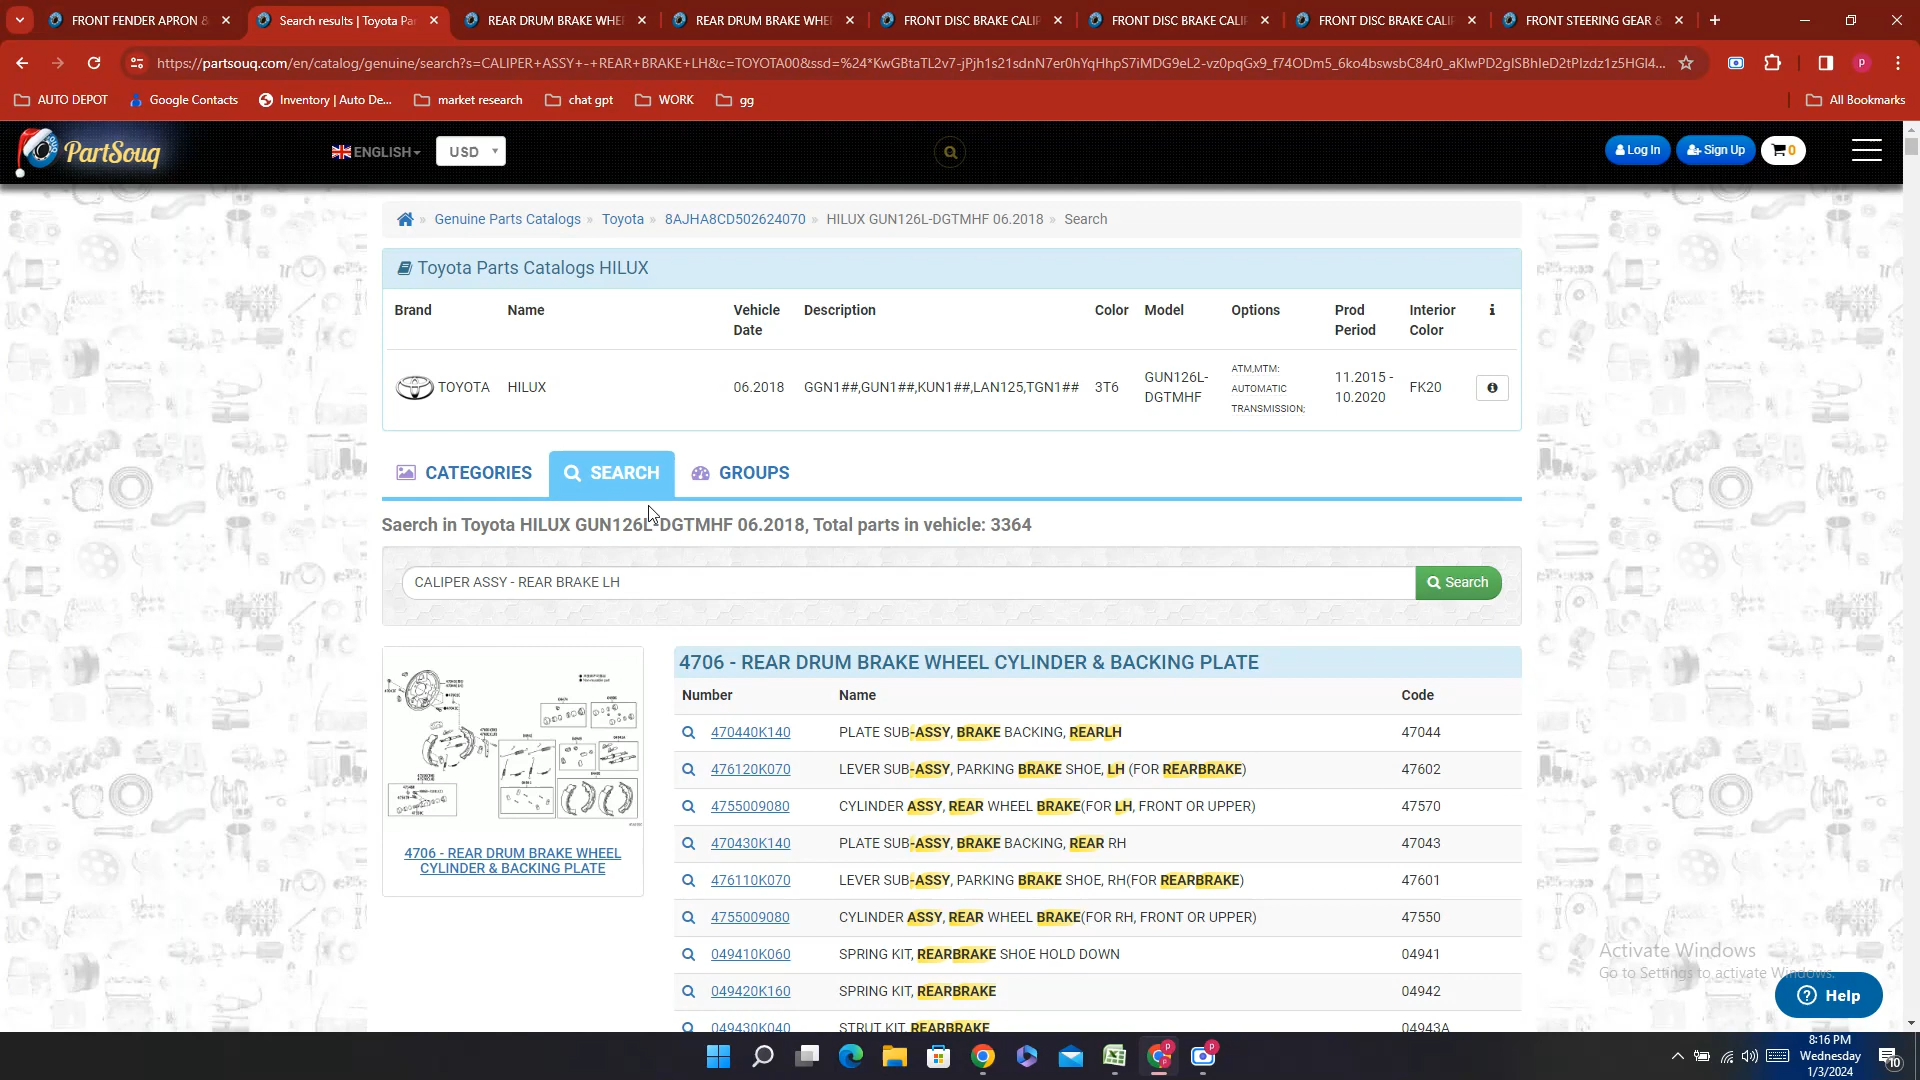 FRONT FENDER APRON &
Search results | Toyota Par
REAR DRUM BRAKE WHE
REAR DRUM BRAKE WHE
FRONT DISC BRAKE CALIP
FRONT DISC BRAKE CALIP
FRONT DISC BRAKE CALI
FRONT STEERING GEAR &
AUTO DEPOT
Google Contacts
Inventory | Auto De...
market research
chat gpt
WORK
gg
All Bookmarks
PartSouq
ENGLISH
USD
Log In
Sign Up
0
» Genuine Parts Catalogs » Toyota » 8AJHA8CD502624070 » HILUX GUN126L-DGTMHF 06.2018 » Search
Toyota Parts Catalogs HILUX
Brand
Name
Vehicle
Date
Description
Color
Model
Options
Prod
Period
Interior
Color
TOYOTA
HILUX
06.2018
GGN1##,GUN1##,KUN1##,LAN125,TGN1##
3T6
GUN126L-
DGTMHF
ATM,MTM:
AUTOMATIC
TRANSMISSION;
11.2015 -
10.2020
FK20
CATEGORIES
SEARCH
GROUPS
Saerch in Toyota HILUX GUN126L-DGTMHF 06.2018, Total parts in vehicle: 3364
CALIPER ASSY - REAR BRAKE LH
Search
4706 - REAR DRUM BRAKE WHEEL
CYLINDER & BACKING PLATE
4706 - REAR DRUM BRAKE WHEEL CYLINDER & BACKING PLATE
Number Name Code
470440K140 PLATE SUB-ASSY, BRAKE BACKING, REARLH 47044
476120K070 LEVER SUB-ASSY, PARKING BRAKE SHOE, LH (FOR REARBRAKE) 47602
4755009080 CYLINDER ASSY, REAR WHEEL BRAKE(FOR LH, FRONT OR UPPER) 47570
470430K140 PLATE SUB-ASSY, BRAKE BACKING, REAR RH 47043
476110K070 LEVER SUB-ASSY, PARKING BRAKE SHOE, RH(FOR REARBRAKE) 47601
4755009080 CYLINDER ASSY, REAR WHEEL BRAKE(FOR RH, FRONT OR UPPER) 47550
049410K060 SPRING KIT, REARBRAKE SHOE HOLD DOWN 04941
049420K160 SPRING KIT, REARBRAKE 04942
049430K040 STRUT KIT, REARBRAKE 04943A
Activate Windows
Go to Settings to activate Windows.
Help
8:16 PM
Wednesday
1/3/2024
10